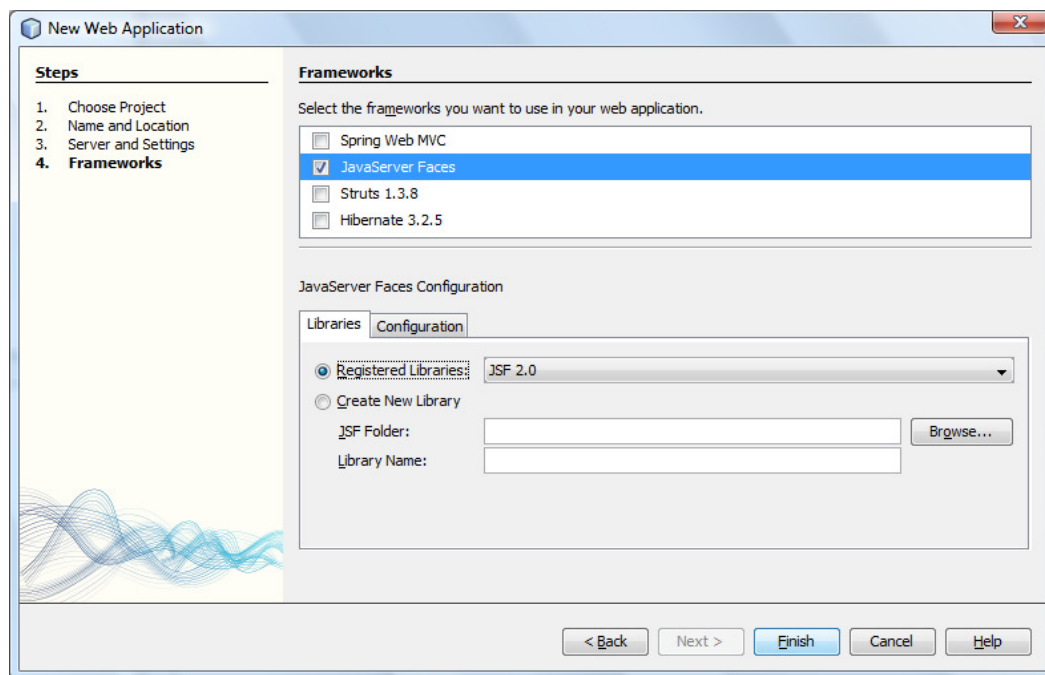 New Web Application
Steps
1. Choose Project
2. Name and Location
3. Server and Settings
4. Frameworks
Frameworks
Select the frameworks you want to use in your web application.
Spring Web MVC
JavaServer Faces
Struts 1.3.8
Hibernate 3.2.5
JavaServer Faces Configuration
Libraries Configuration
Registered Libraries: JSF 2.0
Create New Library
JSF Folder: Browse...
Library Name:
< Back Next > Finish Cancel Help